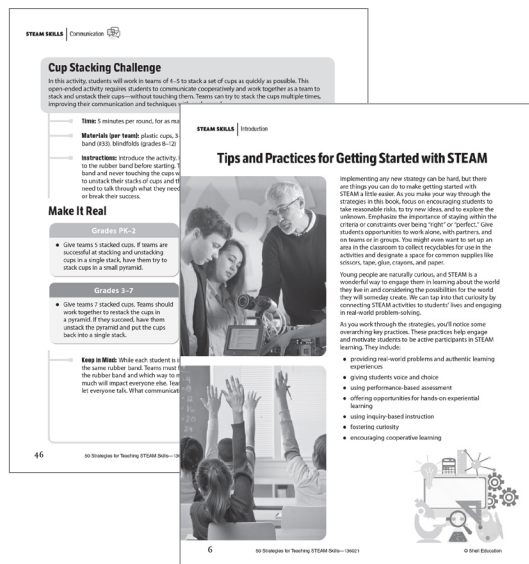 STEAM SKILLS | Communication
Cup Stacking Challenge
In this activity, students will work in teams of 4–5 to stack a set of cups as quickly as possible. This
open-ended activity requires students to communicate cooperatively and work together as a team to
stack and unstack their cups—without touching them. Teams can try to stack the cups multiple times,
improving their communication and techniques
Time: 5 minutes per round, for as ma
Materials (per team): plastic cups, 3-
band (#33), blindfolds (grades 8–12)
Instructions: Introduce the activity.
to the rubber band before starting. T
band and never touching the cups w
to unstack their stacks of cups and th
need to talk through what they need
or break their success.
Make It Real
Grades PK–2
• Give teams 5 stacked cups. If teams are
successful at stacking and unstacking
cups in a single stack, have them try to
stack cups in a small pyramid.
Grades 3–7
• Give teams 7 stacked cups. Teams should
work together to restack the cups in
a pyramid. If they succeed, have them
unstack the pyramid and put the cups
back into a single stack.
Keep in Mind: While each student is
the same rubber band. Teams must
the rubber band and which way to m
much will impact everyone else. Tea
let everyone talk. What communicat
46
50 Strategies for Teaching STEAM Skills—136
STEAM SKILLS | Introduction
Tips and Practices for Getting Started with STEAM
Implementing any new strategy can be hard, but there
are things you can do to make getting started with
STEAM a little easier. As you make your way through the
strategies in this book, focus on encouraging students to
take reasonable risks, to try new ideas, and to explore the
unknown. Emphasize the importance of staying within the
criteria or constraints over being "right" or "perfect." Give
students opportunities to work alone, with partners, and
on teams or in groups. You might even want to set up an
area in the classroom to collect recyclables for use in the
activities and designate a space for common supplies like
scissors, tape, glue, crayons, and paper.
Young people are naturally curious, and STEAM is a
wonderful way to engage them in learning about the world
they live in and considering the possibilities for the world
they will someday create. We can tap into that curiosity by
connecting STEAM activities to students' lives and engaging
in real-world problem-solving.
As you work through the strategies, you'll notice some
overarching key practices. These practices help engage
and motivate students to be active participants in STEAM
learning. They include:
• providing real-world problems and authentic learning
experiences
• giving students voice and choice
• using performance-based assessment
• offering opportunities for hands-on experiential
learning
• using inquiry-based instruction
• fostering curiosity
• encouraging cooperative learning
6
50 Strategies for Teaching STEAM Skills—136021
© Shell Education